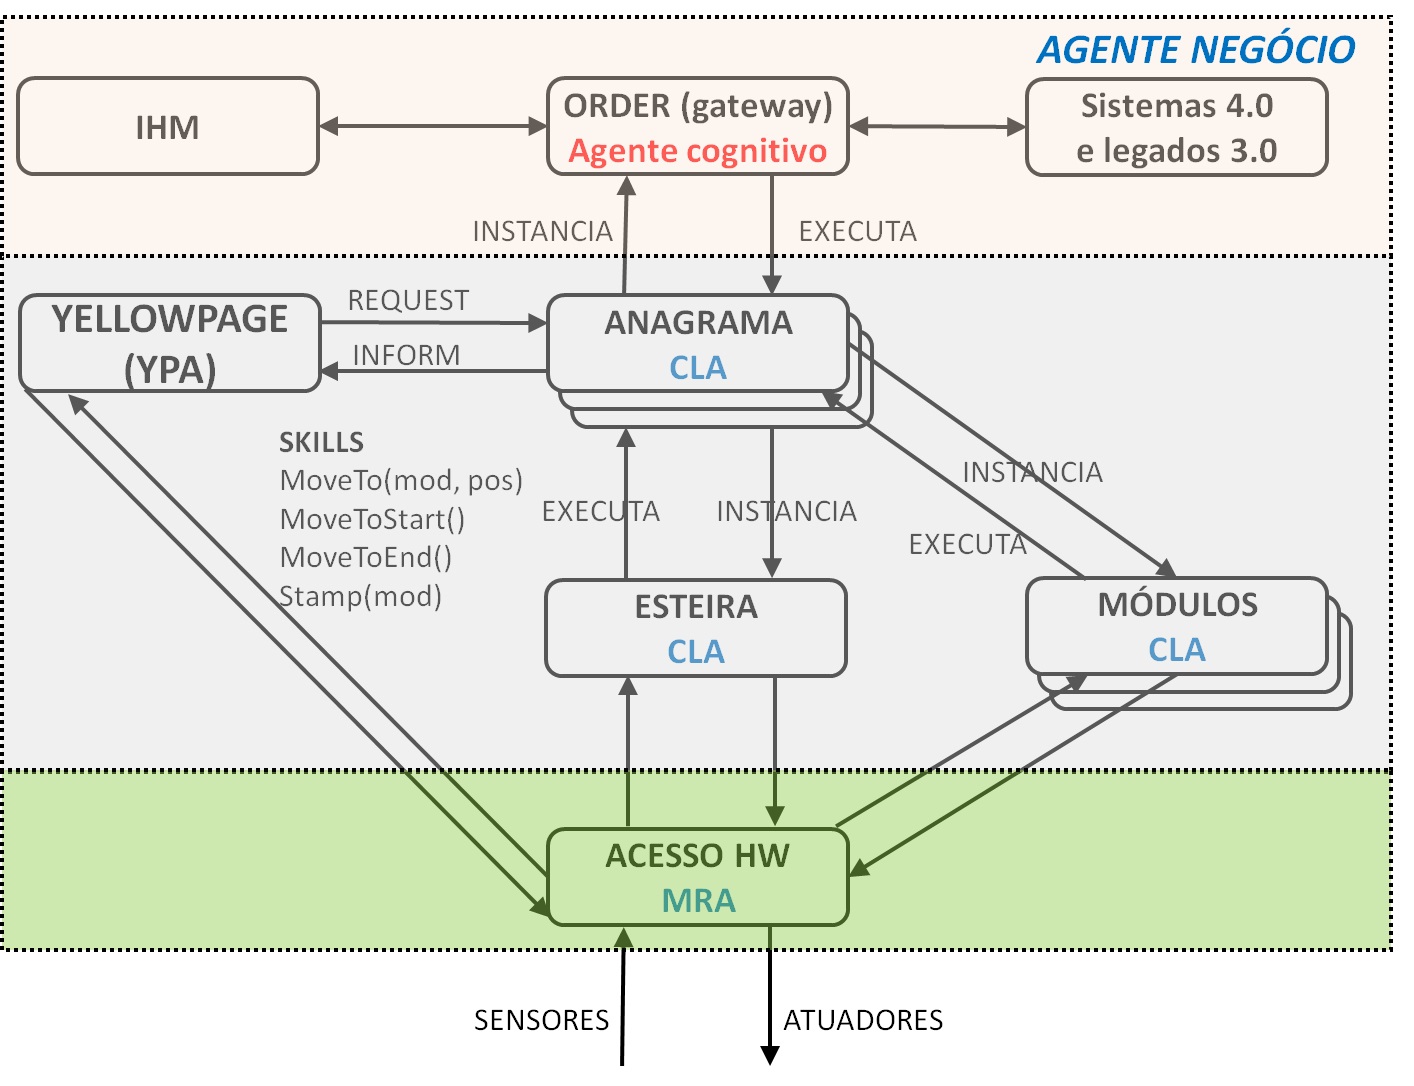 AGENTE NEGÓCIO
IHM
ORDER (gateway)
Agente cognitivo
Sistemas 4.0
e legados 3.0
INSTANCIA
EXECUTA
YELLOWPAGE
(YPA)
REQUEST
INFORM
ANAGRAMA
CLA
SKILLS
MoveTo(mod, pos)
MoveToStart()
MoveToEnd()
Stamp(mod)
EXECUTA
INSTANCIA
INSTANCIA
EXECUTA
ESTEIRA
CLA
MÓDULOS
CLA
ACESSO HW
MRA
SENSORES
ATUADORES